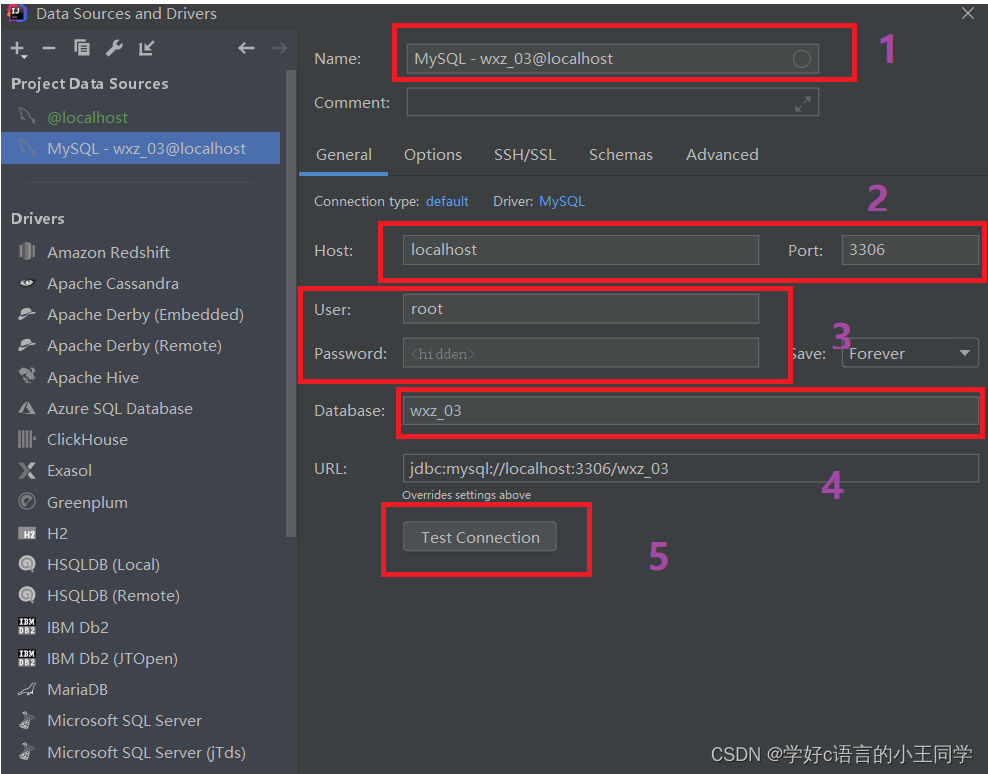 Data Sources and Drivers
Project Data Sources
@localhost
MySQL - wxz_03@localhost
Drivers
Amazon Redshift
Apache Cassandra
Apache Derby (Embedded)
Apache Derby (Remote)
Apache Hive
Azure SQL Database
ClickHouse
Exasol
Greenplum
H2 H2
HSQLDB (Local)
HSQLDB (Remote)
IBM DB2 IBM Db2
IBM DB2 IBM Db2 (JTOpen)
MariaDB
Microsoft SQL Server
Microsoft SQL Server (jTds)
Name: MySQL - wxz_03@localhost 1
Comment:
General Options SSH/SSL Schemas Advanced
Connection type: default Driver: MySQL 2
Host: localhost Port: 3306
User: root
3
Password: <hidden> Save: Forever
Database: wxz_03
URL: jdbc:mysql://localhost:3306/wxz_03
Overrides settings above 4
Test Connection 5
CSDN @学好c语言的小王同学